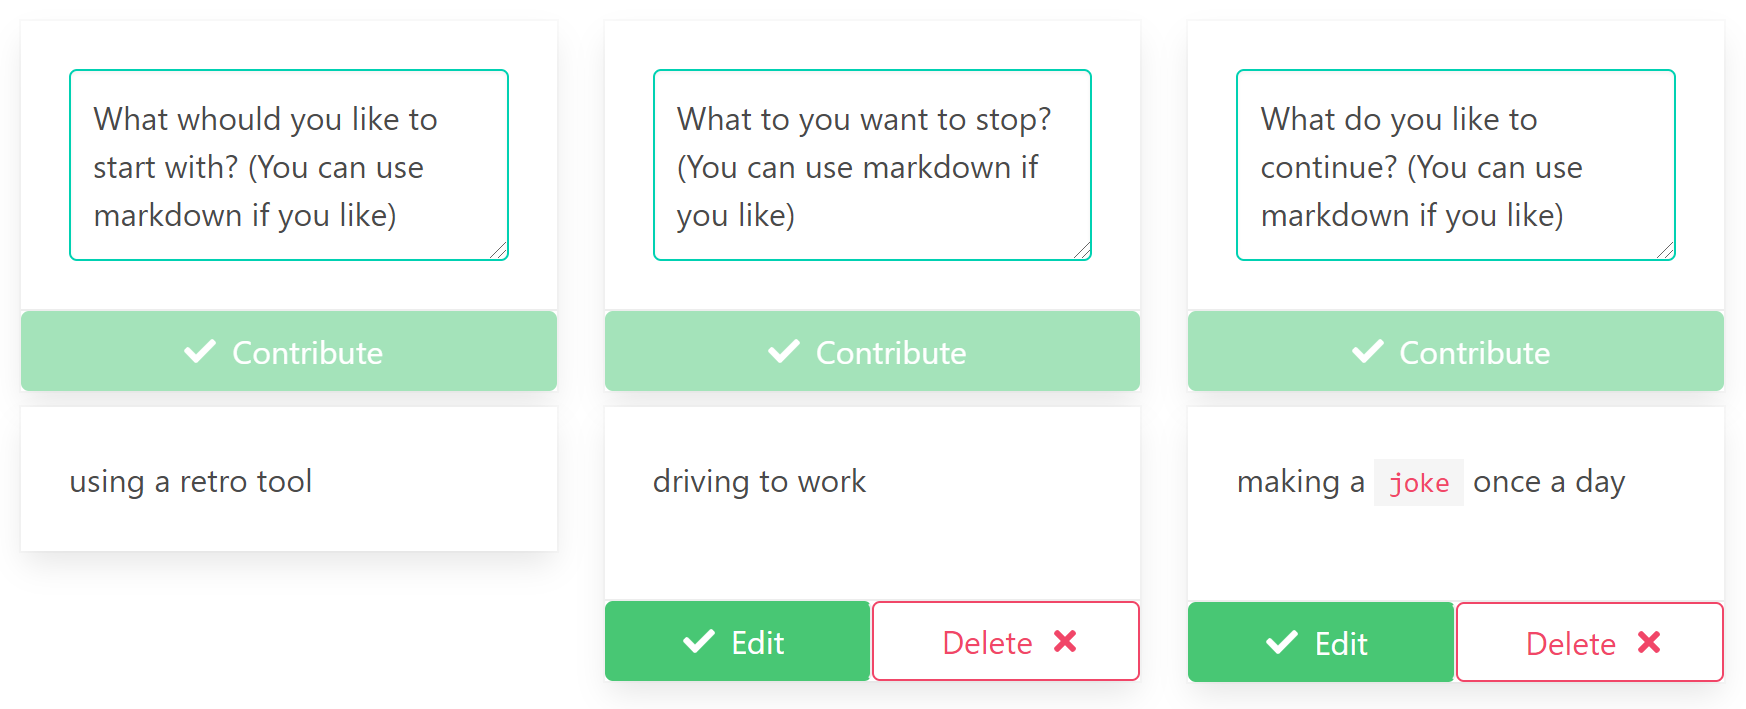 What whould you like to
start with? (You can use
markdown if you like)
Contribute
using a retro tool
What to you want to stop?
(You can use markdown if
you like)
Contribute
driving to work
Edit
Delete
What do you like to
continue? (You can use
markdown if you like)
Contribute
making a joke once a day
Edit
Delete